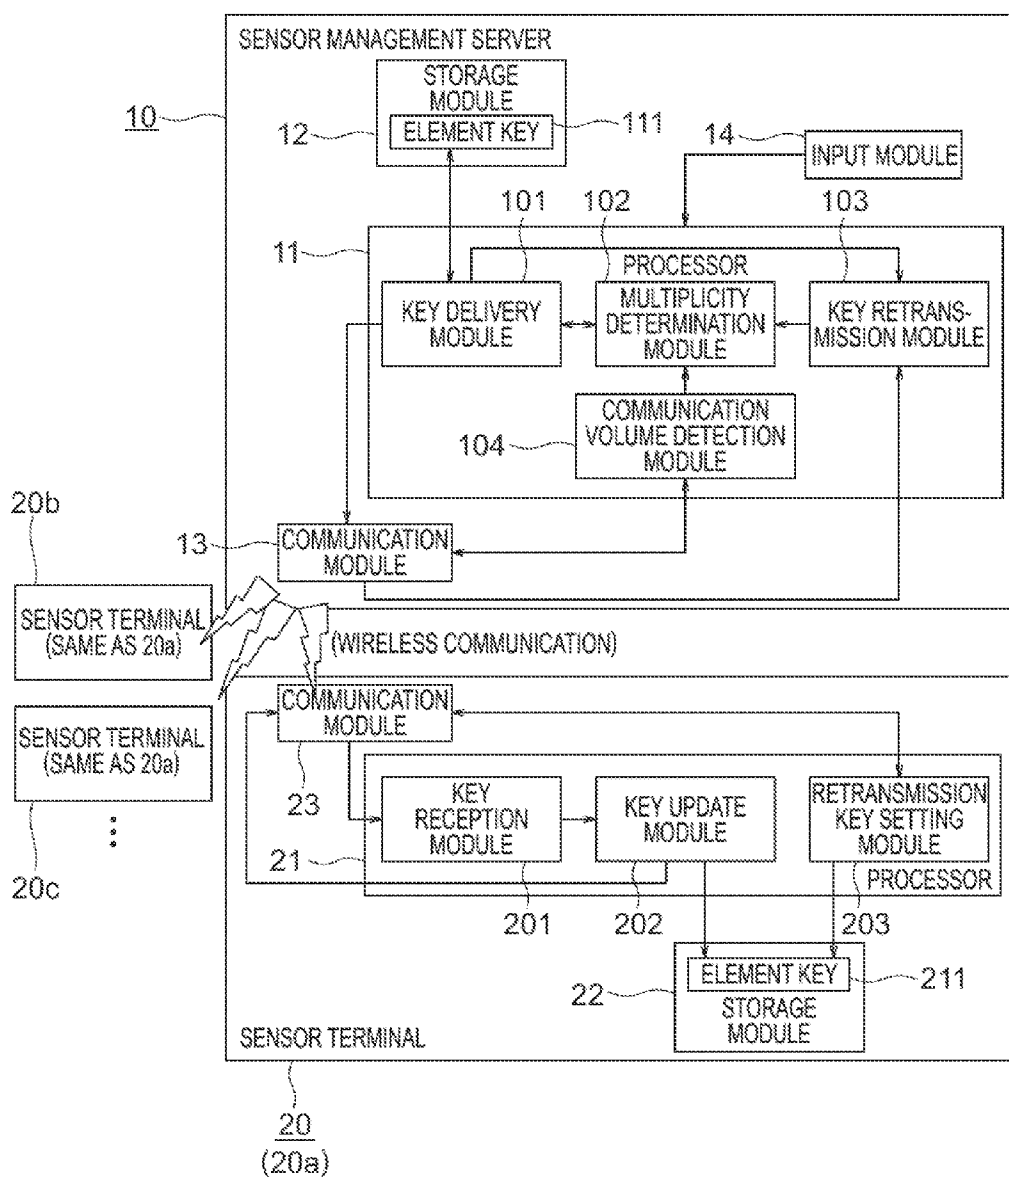 SENSOR MANAGEMENT SERVER
10
STORAGE
MODULE
12
ELEMENT KEY
111
14
INPUT MODULE
101
102
103
11
PROCESSOR
KEY DELIVERY
MODULE
MULTIPLICITY
DETERMINATION
MODULE
KEY RETRANS-
MISSION MODULE
104
COMMUNICATION
VOLUME DETECTION
MODULE
20b
13
COMMUNICATION
MODULE
SENSOR TERMINAL
(SAME AS 20a)
(WIRELESS COMMUNICATION)
COMMUNICATION
MODULE
SENSOR TERMINAL
(SAME AS 20a)
23
20c
KEY
RECEPTION
MODULE
KEY UPDATE
MODULE
RETRANSMISSION
KEY SETTING
MODULE
21
PROCESSOR
201
202
203
22
ELEMENT KEY
211
STORAGE
MODULE
SENSOR TERMINAL
20
(20a)